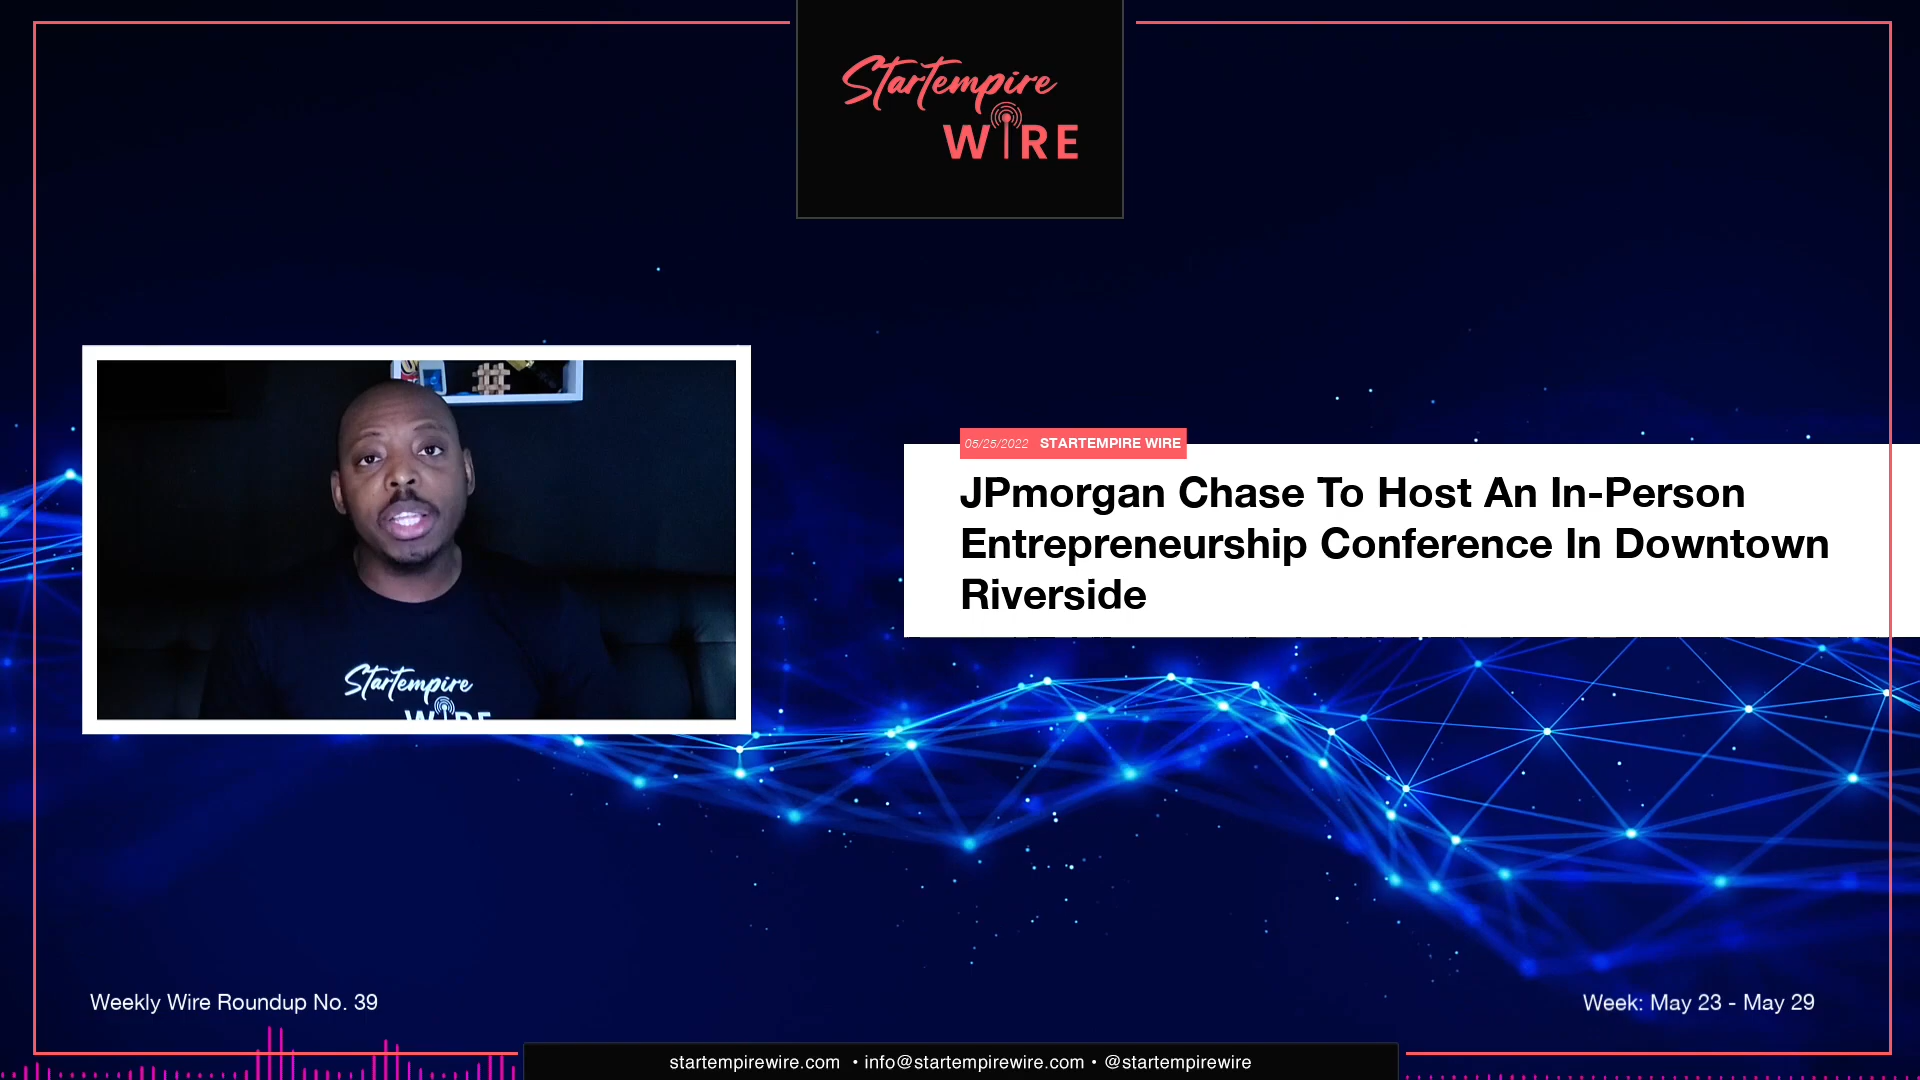 Startempire
WIRE
05/25/2022 STARTEMPIRE WIRE
JPmorgan Chase To Host An In-Person
Entrepreneurship Conference In Downtown
Riverside
Startempire
WIRE
Weekly Wire Roundup No. 39
Week: May 23 - May 29
startempirewire.com • info@startempirewire.com • @startempirewire